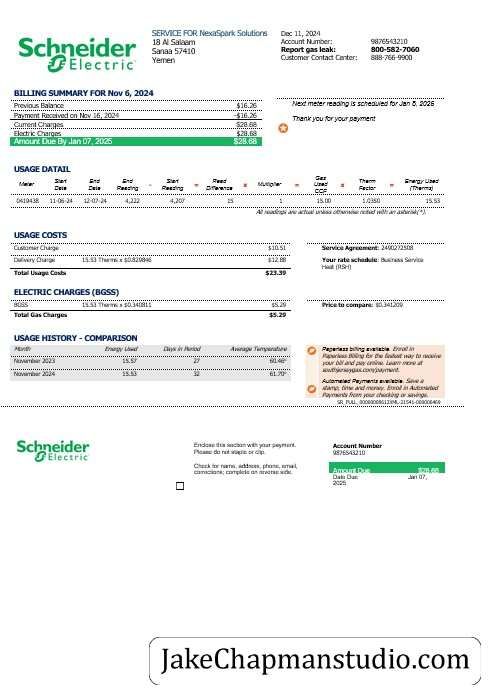 Schneider
Electric
SERVICE FOR NexaSpark Solutions
18 Al Salaam
Sanaa 57410
Yemen
Dec 11, 2024
Account Number: 9876543210
Report gas leak: 800-582-7060
Customer Contact Center: 888-766-9900
BILLING SUMMARY FOR Nov 6, 2024
Previous Balance $16.26
Payment Received on Nov 16, 2024 -$16.26
Current Charges $28.68
Electric Charges $28.68
Amount Due By Jan 07, 2025 $28.68
Next meter reading is scheduled for Jan 6, 2025
Thank you for your payment
USAGE DATAIL
Meter Start Date End Date End Reading - Start Reading = Read Difference x Multiplier = Gas Used CCF x Therm Factor = Energy Used (Therms)
0419438 11-06-24 12-07-24 4,222 4,207 15 1 15.00 1.0350 15.53
All readings are actual unless otherwise noted with an asterisk(*).
USAGE COSTS
Customer Charge $10.51
Delivery Charge 15.53 Therms x $0.829846 $12.88
Total Usage Costs $23.39
Service Agreement: 2490272508
Your rate schedule: Business Service
Heat (RSH)
ELECTRIC CHARGES (BGSS)
BGSS 15.53 Therms x $0.340811 $5.29
Total Gas Charges $5.29
Price to compare: $0.341209
USAGE HISTORY - COMPARISON
Month Energy Used Days in Period Average Temperature
November 2023 15.57 27 60.46°
November 2024 15.53 32 61.70°
Paperless billing available. Enroll in
Paperless Billing for the fastest way to receive
your bill and pay online. Learn more at
southjerseygas.com/payment.
Automated Payments available. Save a
stamp, time and money. Enroll in Automated
Payments from your checking or savings.
Schneider
Electric
Enclose this section with your payment.
Please do not staple or clip.
Check for name, address, phone, email,
corrections; complete on reverse side.
Account Number
9876543210
Amount Due $28.68
Date Due Jan 07,
2025
JakeChapmanstudio.com